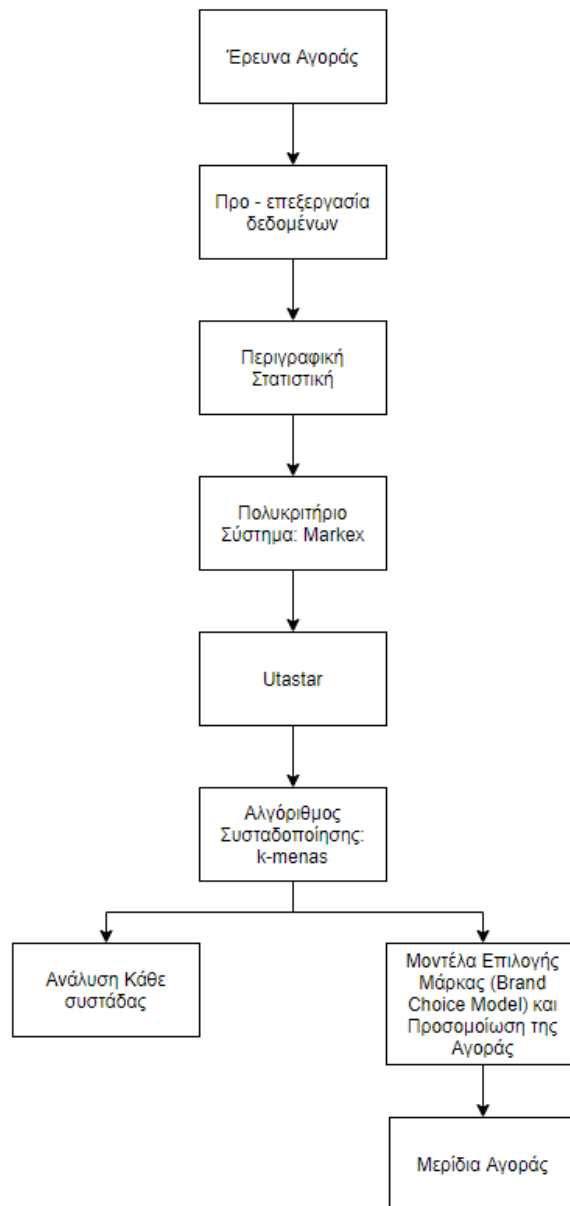 Έρευνα Αγοράς
Προ - επεξεργασία
δεδομένων
Περιγραφική
Στατιστική
Πολυκριτήριο
Σύστημα: Markex
Utastar
Αλγόριθμος
Συσταδοποίησης:
k-menas
Ανάλυση Κάθε
συστάδας
Μοντέλα Επιλογής
Μάρκας (Brand
Choice Model) και
Προσομοίωση της
Αγοράς
Μερίδια Αγοράς